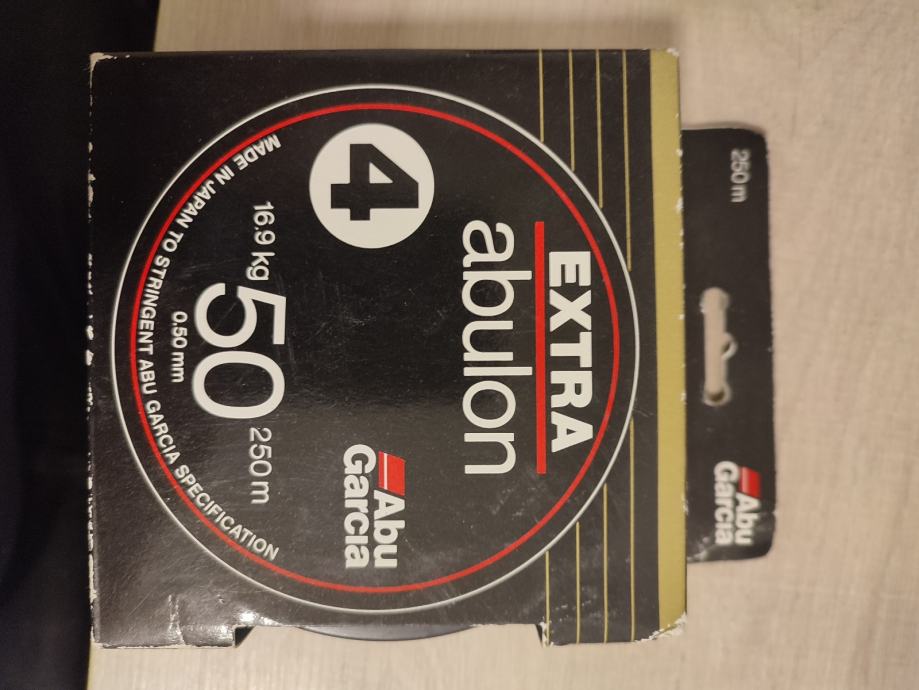 250 m
Abu
Garcia
EXTRA
abulon
4
Abu
Garcia
16.9 kg 50 250 m
0.50 mm
MADE IN JAPAN TO STRINGENT ABU GARCIA SPECIFICATION